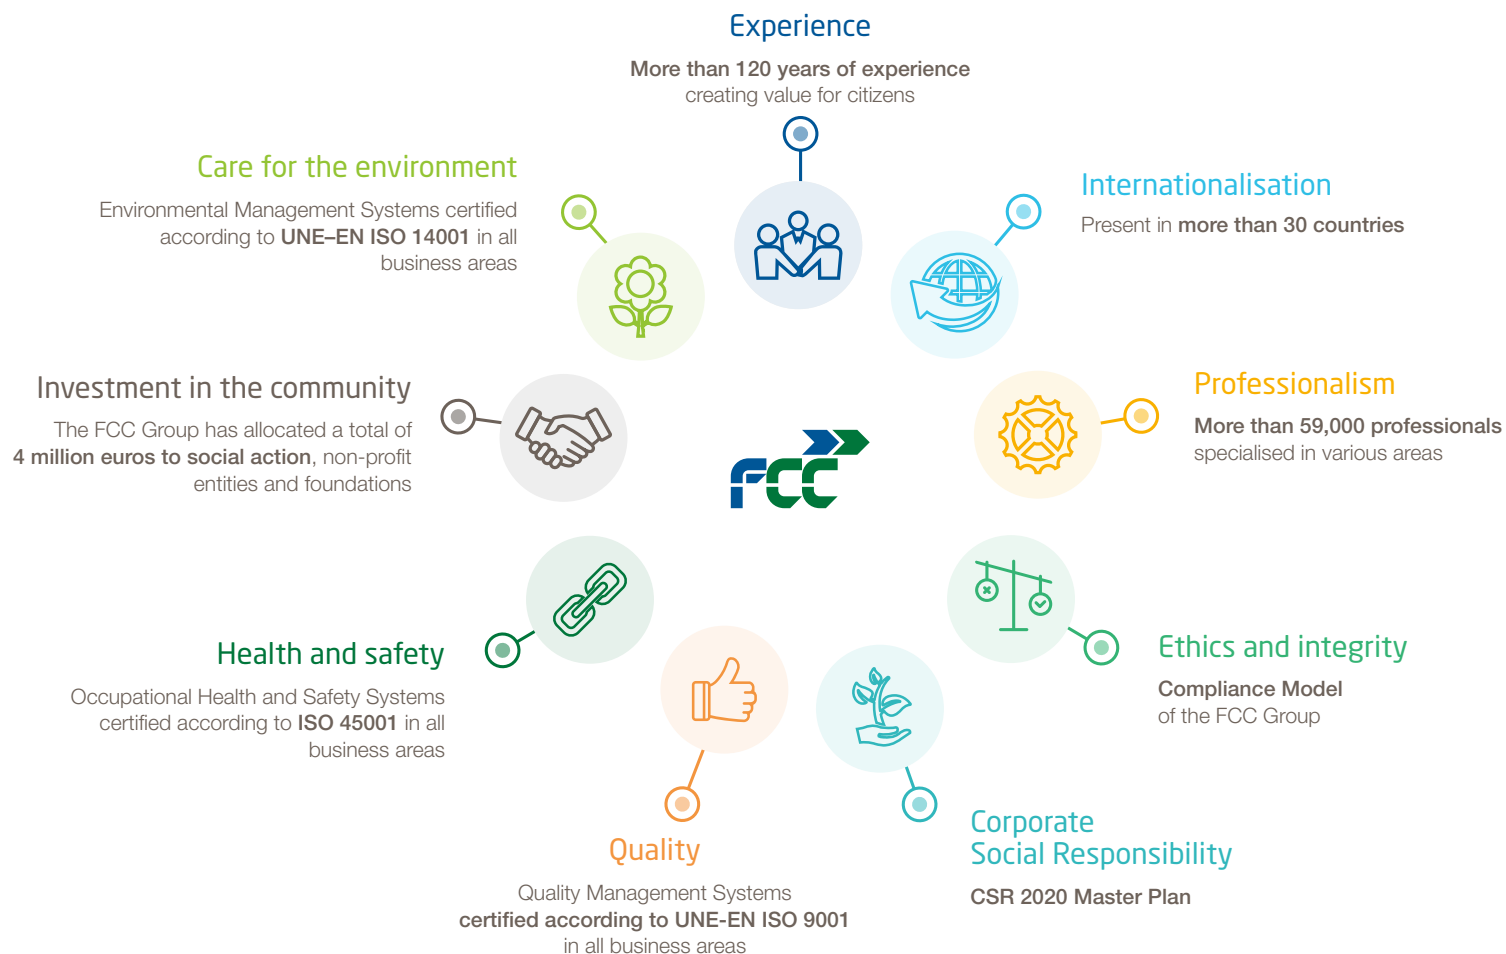 Experience
More than 120 years of experience
creating value for citizens
Care for the environment
Environmental Management Systems certified
according to UNE–EN ISO 14001 in all
business areas
Internationalisation
Present in more than 30 countries
Investment in the community
The FCC Group has allocated a total of
4 million euros to social action, non-profit
entities and foundations
Professionalism
More than 59,000 professionals
specialised in various areas
FCC
Health and safety
Occupational Health and Safety Systems
certified according to ISO 45001 in all
business areas
Ethics and integrity
Compliance Model
of the FCC Group
Quality
Quality Management Systems
certified according to UNE-EN ISO 9001
in all business areas
Corporate
Social Responsibility
CSR 2020 Master Plan